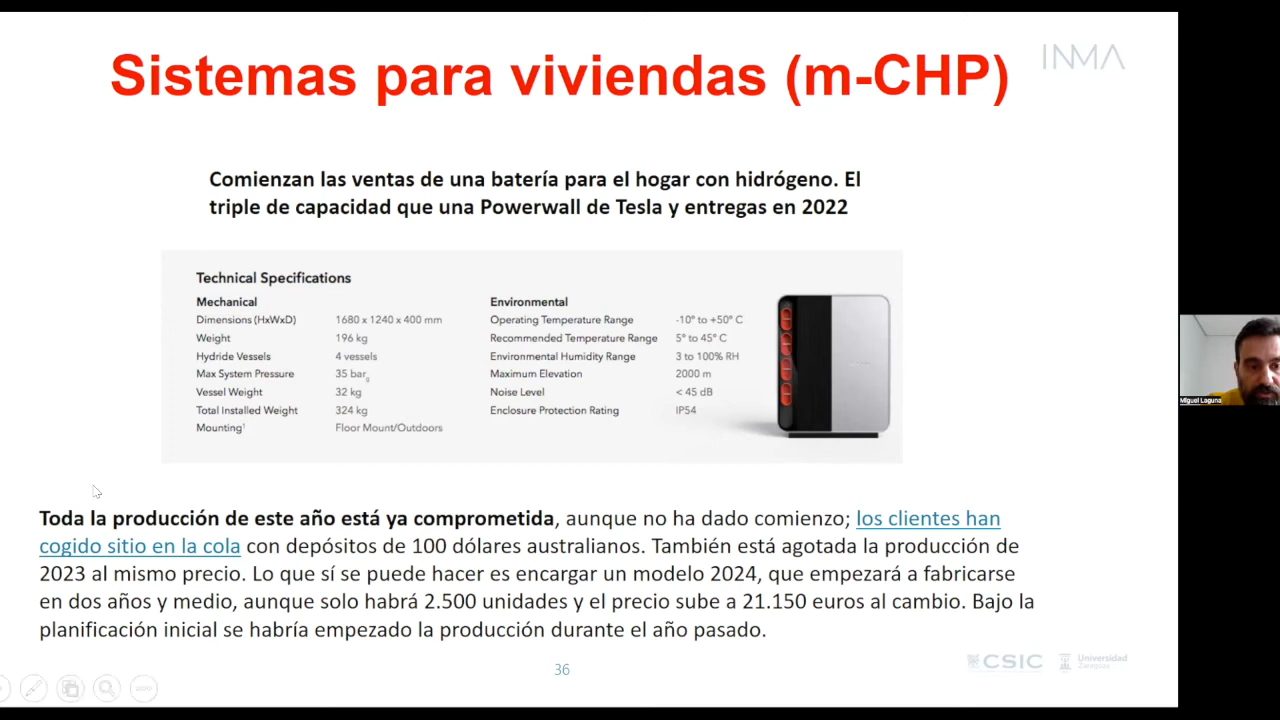 Sistemas para viviendas (m-CHP)
INMA
Comienzan las ventas de una batería para el hogar con hidrógeno. El
triple de capacidad que una Powerwall de Tesla y entregas en 2022
Technical Specifications
Mechanical
Dimensions (HxWxD) 1680 x 1240 x 400 mm
Weight 196 kg
Hydride Vessels 4 vessels
Max System Pressure 35 barg
Vessel Weight 32 kg
Total Installed Weight 324 kg
Mounting¹ Floor Mount/Outdoors
Environmental
Operating Temperature Range -10° to +50° C
Recommended Temperature Range 5° to 45° C
Environmental Humidity Range 3 to 100% RH
Maximum Elevation 2000 m
Noise Level < 45 dB
Enclosure Protection Rating IP54
Toda la producción de este año está ya comprometida, aunque no ha dado comienzo; los clientes han
cogido sitio en la cola con depósitos de 100 dólares australianos. También está agotada la producción de
2023 al mismo precio. Lo que sí se puede hacer es encargar un modelo 2024, que empezará a fabricarse
en dos años y medio, aunque solo habrá 2.500 unidades y el precio sube a 21.150 euros al cambio. Bajo la
planificación inicial se habría empezado la producción durante el año pasado.
36
CSIC
Universidad
Zaragoza
Miguel Laguna